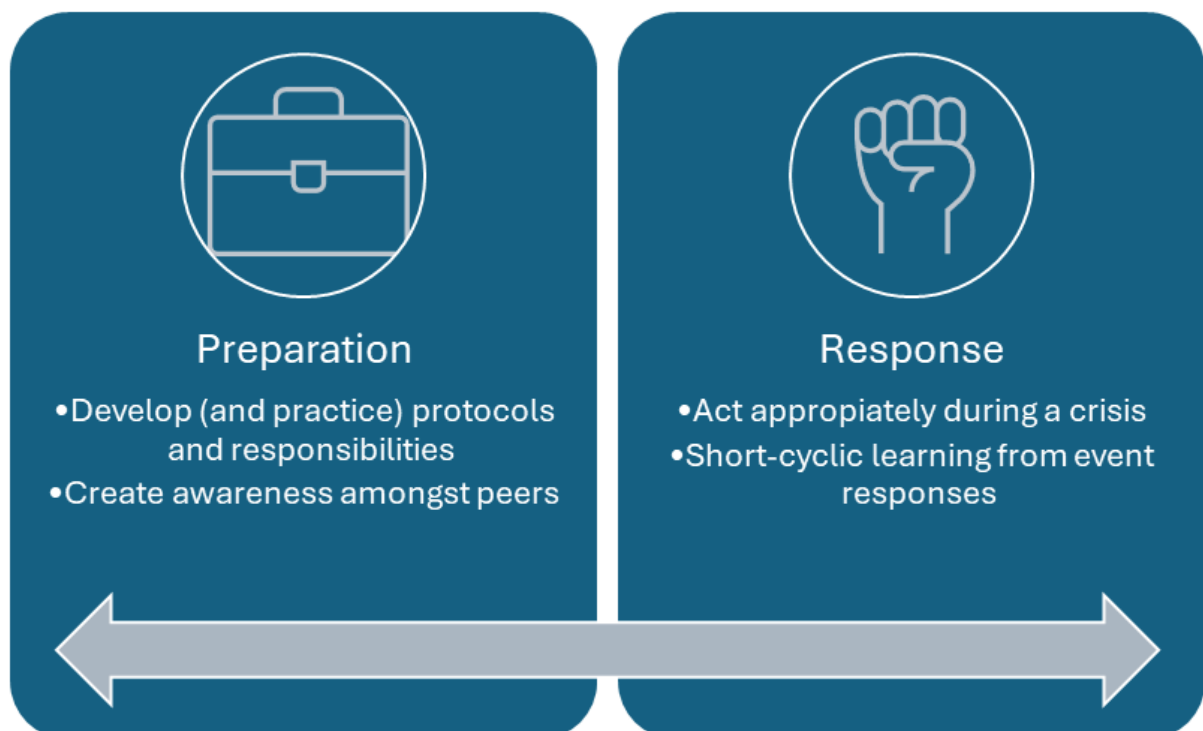 Preparation
•Develop (and practice) protocols
and responsibilities
•Create awareness amongst peers
Response
•Act appropiately during a crisis
•Short-cyclic learning from event
responses